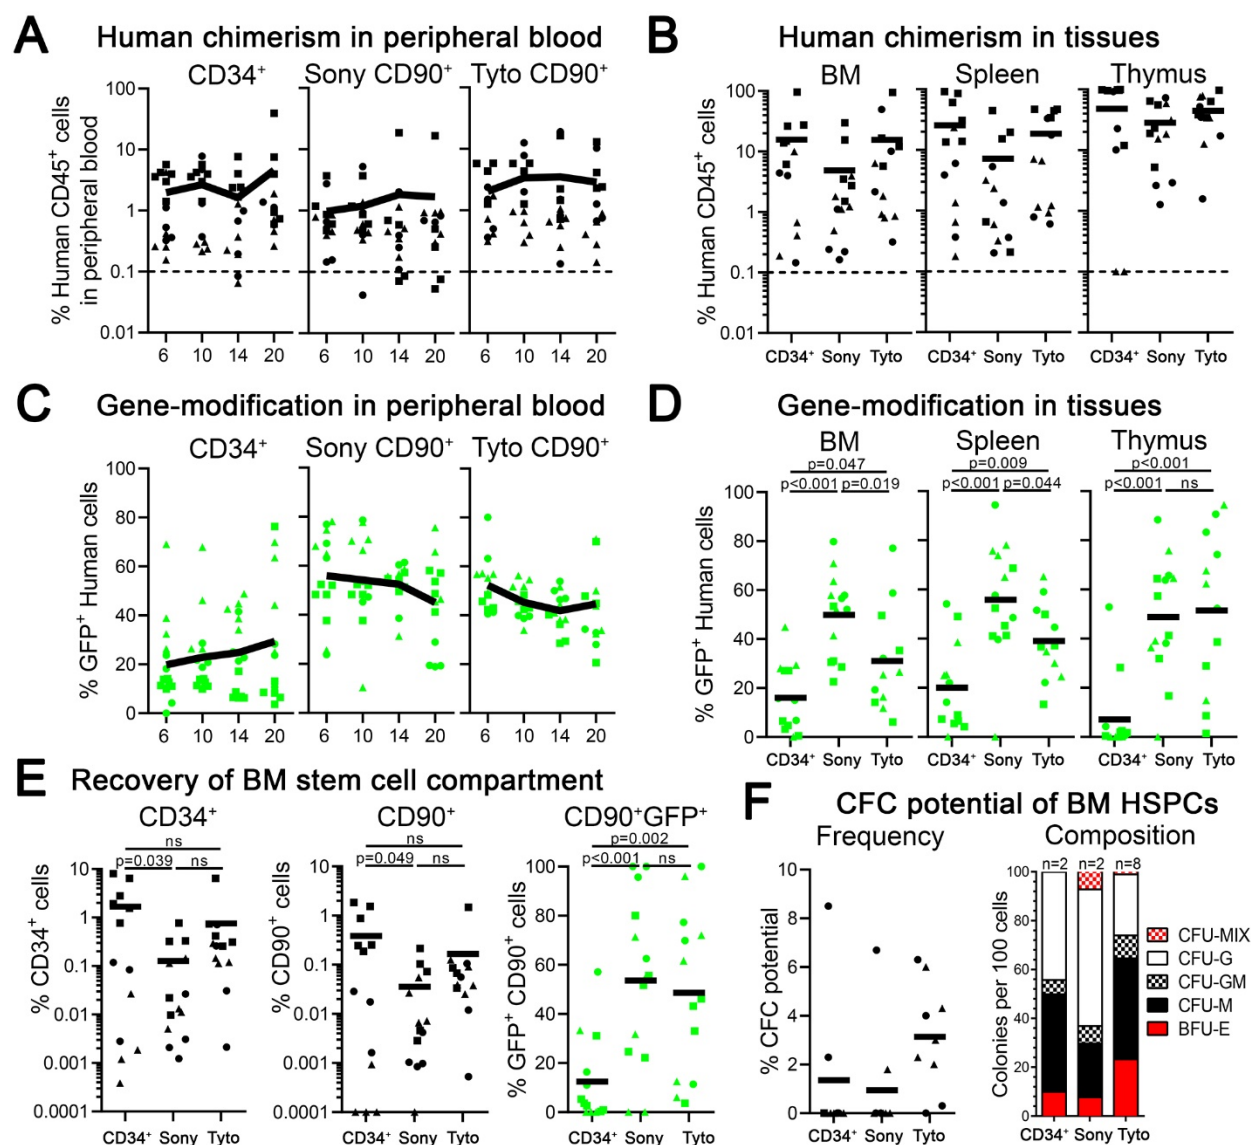 A Human chimerism in peripheral blood
CD34+ Sony CD90+ Tyto CD90+
% Human CD45+ cells
in peripheral blood
100
10
1
0.1
0.01
6 10 14 20 6 10 14 20 6 10 14 20
B Human chimerism in tissues
BM Spleen Thymus
% Human CD45+ cells
100
10
1
0.1
0.01
CD34+ Sony Tyto CD34+ Sony Tyto CD34+ Sony Tyto
C Gene-modification in peripheral blood
CD34+ Sony CD90+ Tyto CD90+
% GFP+ Human cells
100
80
60
40
20
0
6 10 14 20 6 10 14 20 6 10 14 20
D Gene-modification in tissues
BM Spleen Thymus
p=0.047 p=0.009 p<0.001
p<0.001 p=0.019 p<0.001 p=0.044 p<0.001 ns
% GFP+ Human cells
100
80
60
40
20
0
CD34+ Sony Tyto CD34+ Sony Tyto CD34+ Sony Tyto
E Recovery of BM stem cell compartment
CD34+
ns
p=0.039 ns
% CD34+ cells
10
1
0.1
0.01
0.001
0.0001
CD34+ Sony Tyto
CD90+
ns
p=0.049 ns
% CD90+ cells
10
1
0.1
0.01
0.001
0.0001
CD34+ Sony Tyto
CD90+GFP+
p=0.002
p<0.001 ns
% GFP+ CD90+ cells
100
80
60
40
20
0
CD34+ Sony Tyto
F CFC potential of BM HSPCs
Frequency
% CFC potential
10
8
6
4
2
0
CD34+ Sony Tyto
Composition
n=2 n=2 n=8
Colonies per 100 cells
100
80
60
40
20
0
CD34+ Sony Tyto
CFU-MIX
CFU-G
CFU-GM
CFU-M
BFU-E